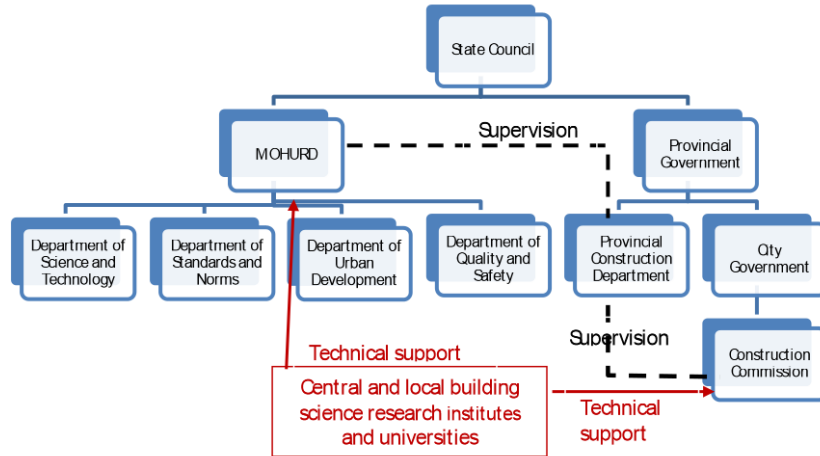 State Council
Supervision
MOHURD
Provincial
Government
Department of
Science and
Technology
Department of
Standards and
Norms
Department of
Urban
Development
Department of
Quality and
Safety
Provincial
Construction
Department
City
Government
Supervision
Construction
Commission
Technical support
Central and local building
science research institutes
and universities
Technical
support